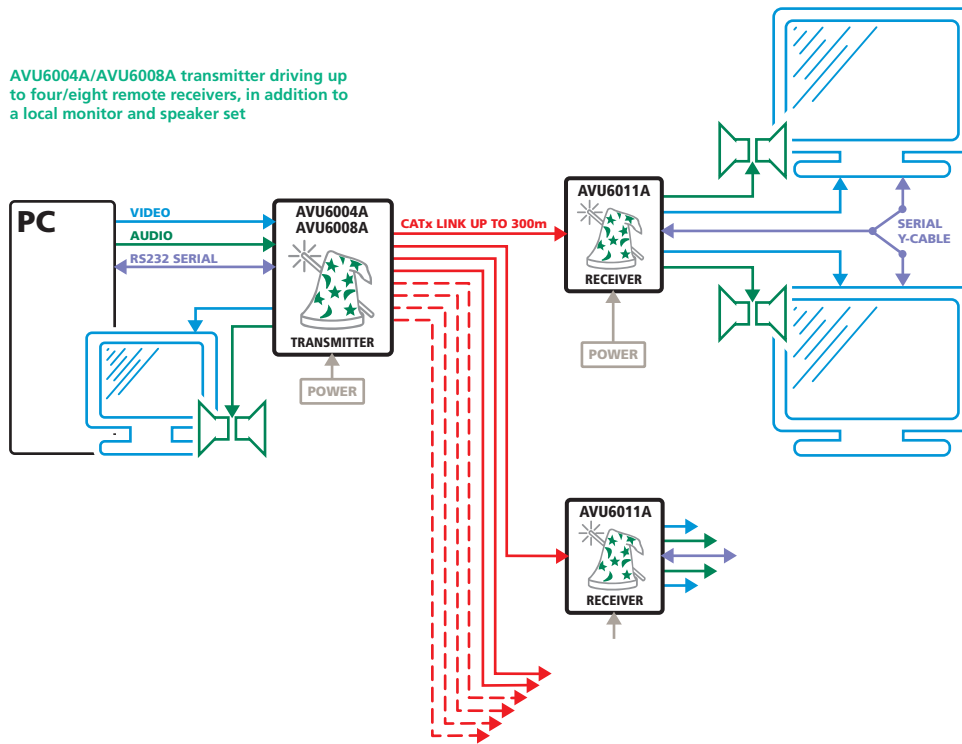 AVU6004A/AVU6008A transmitter driving up
to four/eight remote receivers, in addition to
a local monitor and speaker set
PC
VIDEO
AUDIO
RS232 SERIAL
AVU6004A
AVU6008A
TRANSMITTER
POWER
CATx LINK UP TO 300m
AVU6011A
RECEIVER
POWER
SERIAL
Y-CABLE
AVU6011A
RECEIVER